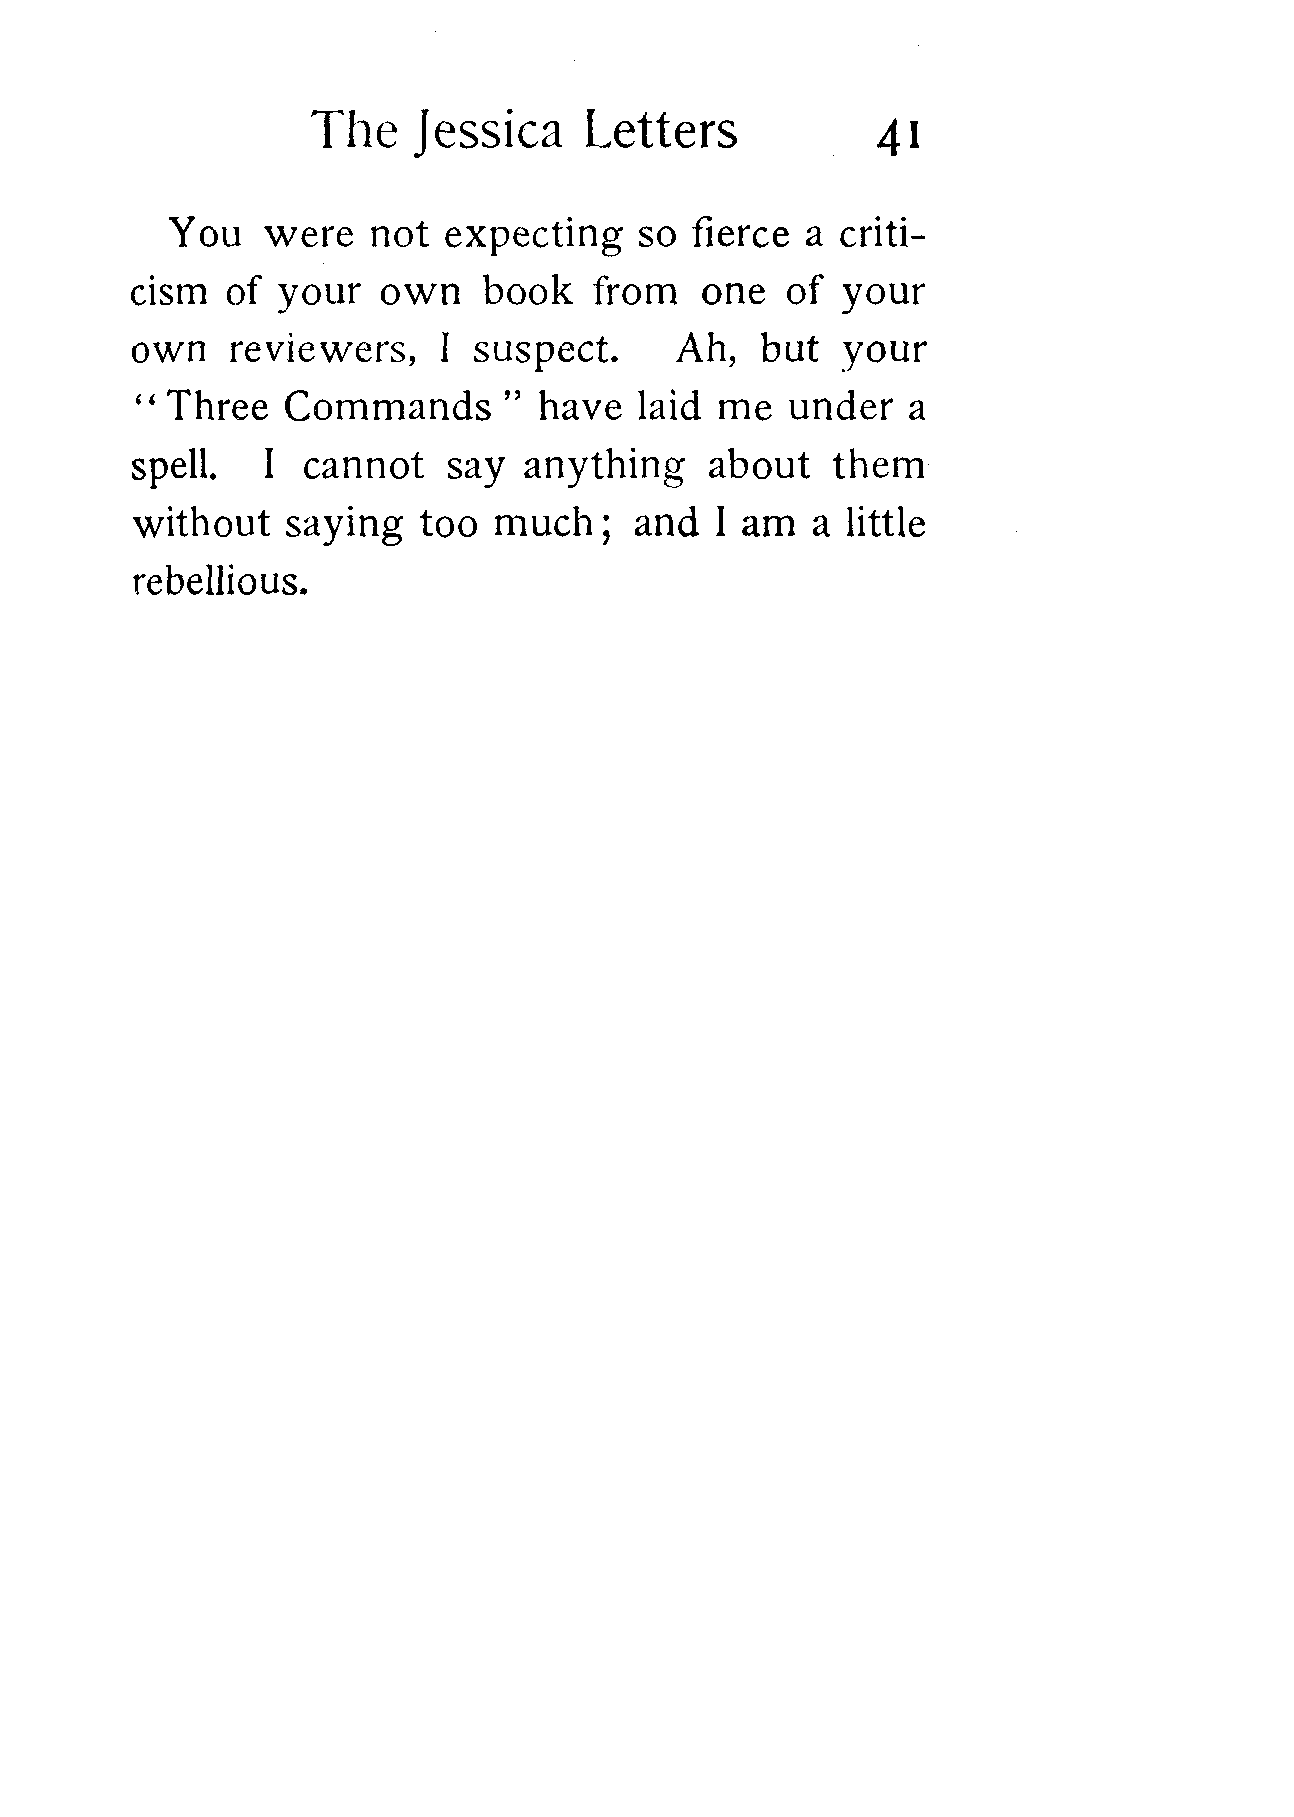 The Jessica Letters 41
You were not expecting so fierce a criti-
cism of your own book from one of your
own reviewers, I suspect. Ah, but your
“ Three Commands ” have laid me under a
spell. I cannot say anything about them
without saying too much ; and I am a little
rebellious.